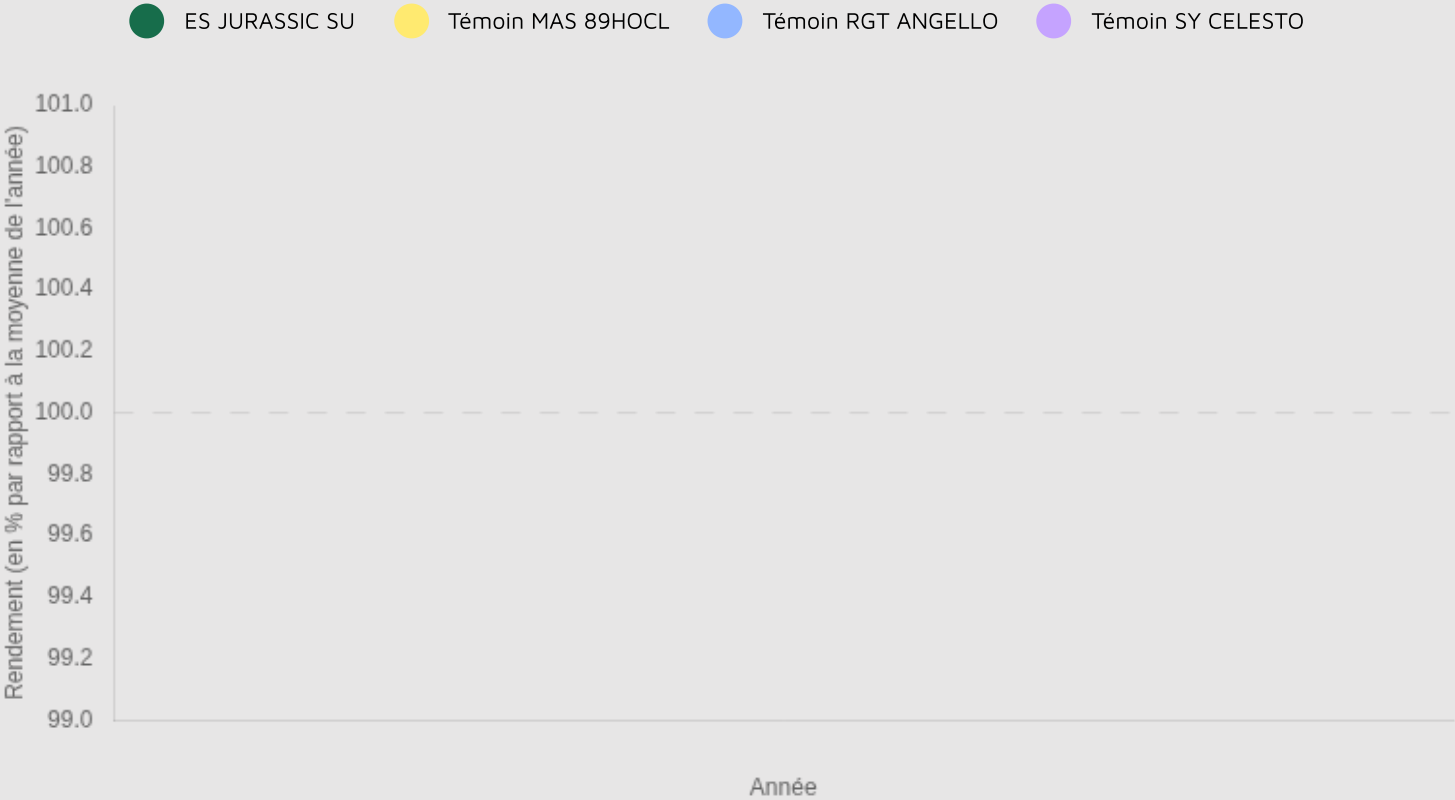 ES JURASSIC SU
Témoin MAS 89HOCL
Témoin RGT ANGELLO
Témoin SY CELESTO
Rendement (en % par rapport à la moyenne de l'année)
101.0
100.8
100.6
100.4
100.2
100.0
99.8
99.6
99.4
99.2
99.0
Année